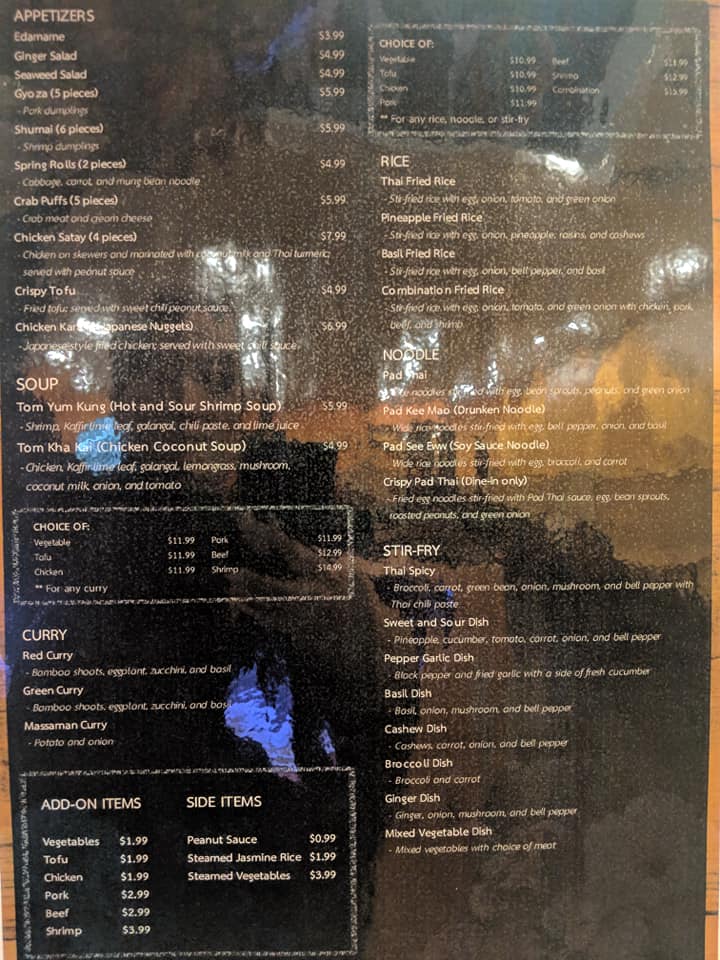 APPETIZERS
Edamame $3.99
Ginger Salad $4.99
Seaweed Salad $4.99
Gyoza (5 pieces) $5.99
- Pork dumplings
Shumai (6 pieces) $5.99
- Shrimp dumplings
Spring Rolls (2 pieces) $4.99
- Cabbage, carrot, and mung bean noodle
Crab Puffs (5 pieces) $5.99
- Crab meat and cream cheese
Chicken Satay (4 pieces) $7.99
- Chicken on skewers and marinated with coconut milk and Thai turmeric;
served with peanut sauce
Crispy Tofu $4.99
- Fried tofu; served with sweet chili peanut sauce
Chicken (Japanese Nuggets) $6.99
- Japanese style fried chicken; served with sweet chili sauce
SOUP
Tom Yum Kung (Hot and Sour Shrimp Soup) $5.99
- Shrimp, Kaffir lime leaf, galangal, chili paste, and lime juice
Tom Kha Kai (Chicken Coconut Soup) $4.99
- Chicken, Kaffir lime leaf, galangal, lemongrass, mushroom,
coconut milk, onion, and tomato
CHOICE OF:
Vegetable $11.99 Pork $11.99
Tofu $11.99 Beef $12.99
Chicken $11.99 Shrimp $14.99
** For any curry
CURRY
Red Curry
- Bamboo shoots, eggplant, zucchini, and basil
Green Curry
- Bamboo shoots, eggplant, zucchini, and basil
Massaman Curry
- Potato and onion
ADD-ON ITEMS
Vegetables $1.99
Tofu $1.99
Chicken $1.99
Pork $2.99
Beef $2.99
Shrimp $3.99
SIDE ITEMS
Peanut Sauce $0.99
Steamed Jasmine Rice $1.99
Steamed Vegetables $3.99
CHOICE OF:
Vegetable $10.99 Beef $11.99
Tofu $10.99 Shrimp $12.99
Chicken $10.99 Combination $15.99
Pork $11.99
** For any rice, noodle, or stir-fry
RICE
Thai Fried Rice
- Stir-fried rice with egg, onion, tomato, and green onion
Pineapple Fried Rice
- Stir-fried rice with egg, onion, pineapple, raisins, and cashews
Basil Fried Rice
- Stir-fried rice with egg, onion, bell pepper, and basil
Combination Fried Rice
- Stir-fried rice with egg, onion, tomato, and green onion with chicken, pork,
beef, and shrimp
NOODLE
Pad Thai
- Rice noodles stir-fried with egg, bean sprouts, peanuts, and green onion
Pad Kee Mao (Drunken Noodle)
- Wide rice noodles stir-fried with egg, bell pepper, onion, and basil
Pad See Eww (Soy Sauce Noodle)
- Wide rice noodles stir-fried with egg, broccoli, and carrot
Crispy Pad Thai (Dine-in only)
- Fried egg noodles stir-fried with Pad Thai sauce, egg, bean sprouts,
roasted peanuts, and green onion
STIR-FRY
Thai Spicy
- Broccoli, carrot, green bean, onion, mushroom, and bell pepper with
Thai chili paste
Sweet and Sour Dish
- Pineapple, cucumber, tomato, carrot, onion, and bell pepper
Pepper Garlic Dish
- Black pepper and fried garlic with a side of fresh cucumber
Basil Dish
- Basil, onion, mushroom, and bell pepper
Cashew Dish
- Cashews, carrot, onion, and bell pepper
Broccoli Dish
- Broccoli and carrot
Ginger Dish
- Ginger, onion, mushroom, and bell pepper
Mixed Vegetable Dish
- Mixed vegetables with choice of meat